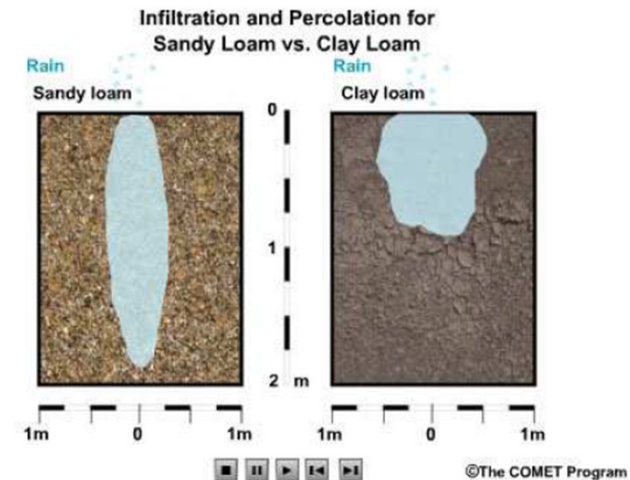 Infiltration and Percolation for
Sandy Loam vs. Clay Loam
Rain
Sandy loam
Rain
Clay loam
0
1
2 m
1m 0 1m
1m 0 1m
©The COMET Program